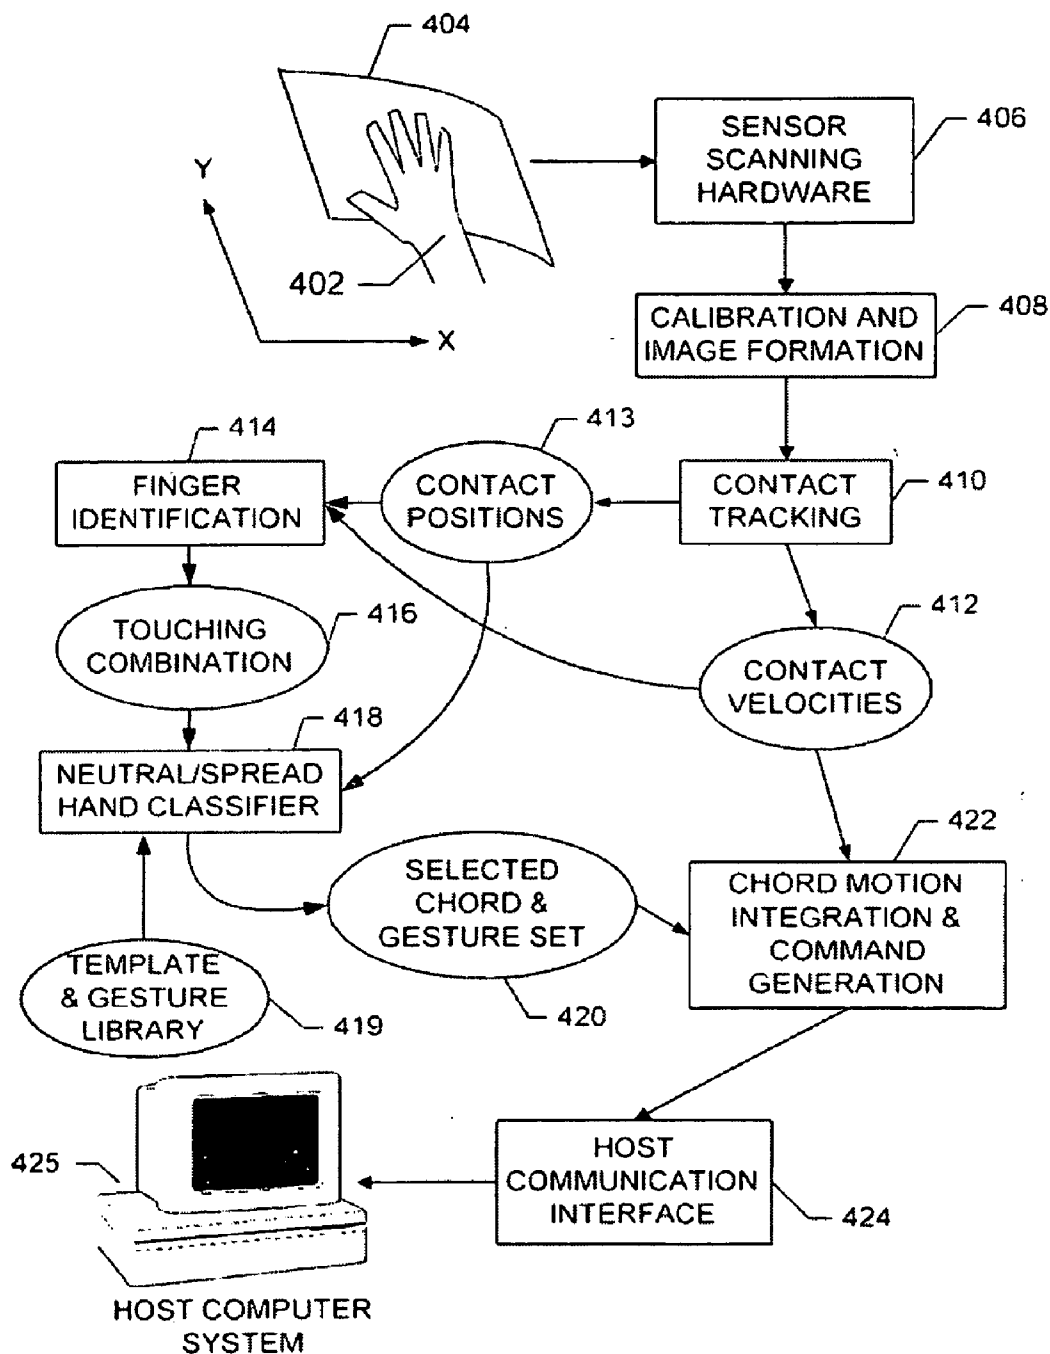 404
SENSOR
SCANNING
HARDWARE
406
Y
402
X
CALIBRATION AND
IMAGE FORMATION
408
414
FINGER
IDENTIFICATION
413
CONTACT
POSITIONS
CONTACT
TRACKING
410
416
TOUCHING
COMBINATION
412
CONTACT
VELOCITIES
418
NEUTRAL/SPREAD
HAND CLASSIFIER
SELECTED
CHORD &
GESTURE SET
420
422
CHORD MOTION
INTEGRATION &
COMMAND
GENERATION
TEMPLATE
& GESTURE
LIBRARY
419
425
HOST
COMMUNICATION
INTERFACE
424
HOST COMPUTER
SYSTEM